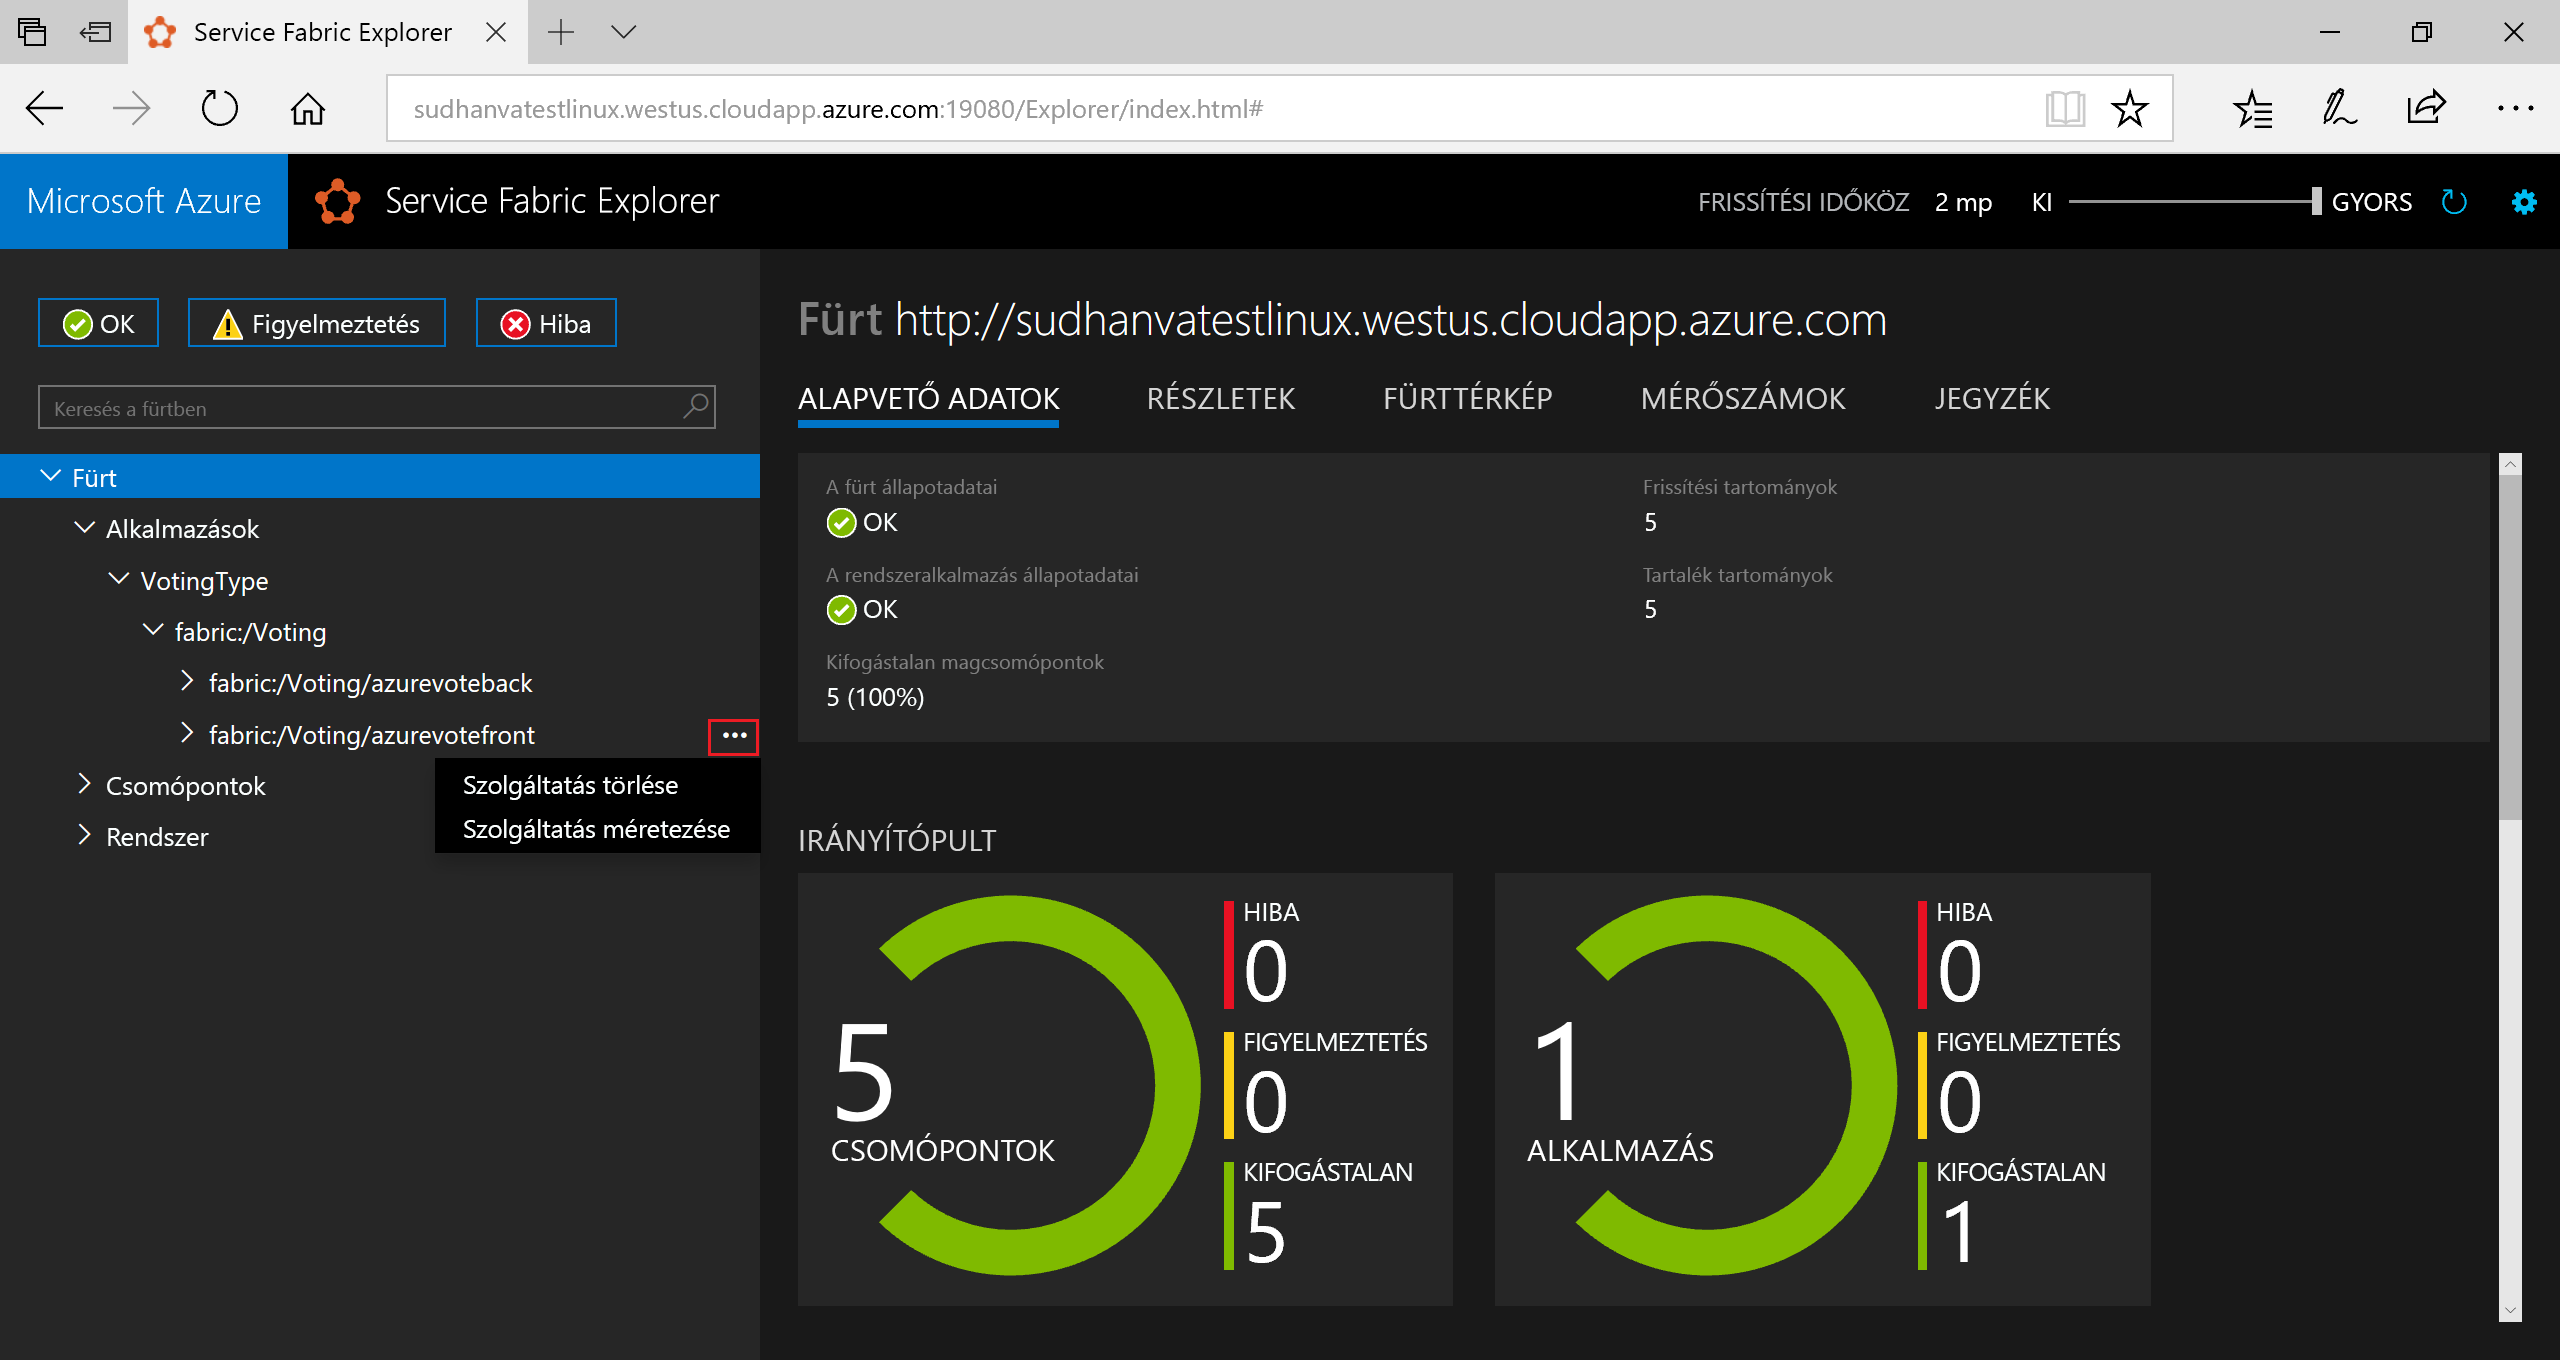 Service Fabric Explorer
sudhanvatestlinux.westus.cloudapp.azure.com:19080/Explorer/index.html#
Microsoft Azure
Service Fabric Explorer
FRISSÍTÉSI IDŐKÖZ 2 mp KI GYORS
OK
Figyelmeztetés
Hiba
Keresés a fürtben
Fürt
Alkalmazások
VotingType
fabric:/Voting
fabric:/Voting/azurevoteback
fabric:/Voting/azurevotefront
Szolgáltatás törlése
Szolgáltatás méretezése
Csomópontok
Rendszer
Fürt http://sudhanvatestlinux.westus.cloudapp.azure.com
ALAPVETŐ ADATOK RÉSZLETEK FÜRTTÉRKÉP MÉRŐSZÁMOK JEGYZÉK
A fürt állapotadatai
OK
Frissítési tartományok
5
A rendszeralkalmazás állapotadatai
OK
Tartalék tartományok
5
Kifogástalan magcsomópontok
5 (100%)
IRÁNYÍTÓPULT
5
CSOMÓPONTOK
HIBA
0
FIGYELMEZTETÉS
0
KIFOGÁSTALAN
5
1
ALKALMAZÁS
HIBA
0
FIGYELMEZTETÉS
0
KIFOGÁSTALAN
1